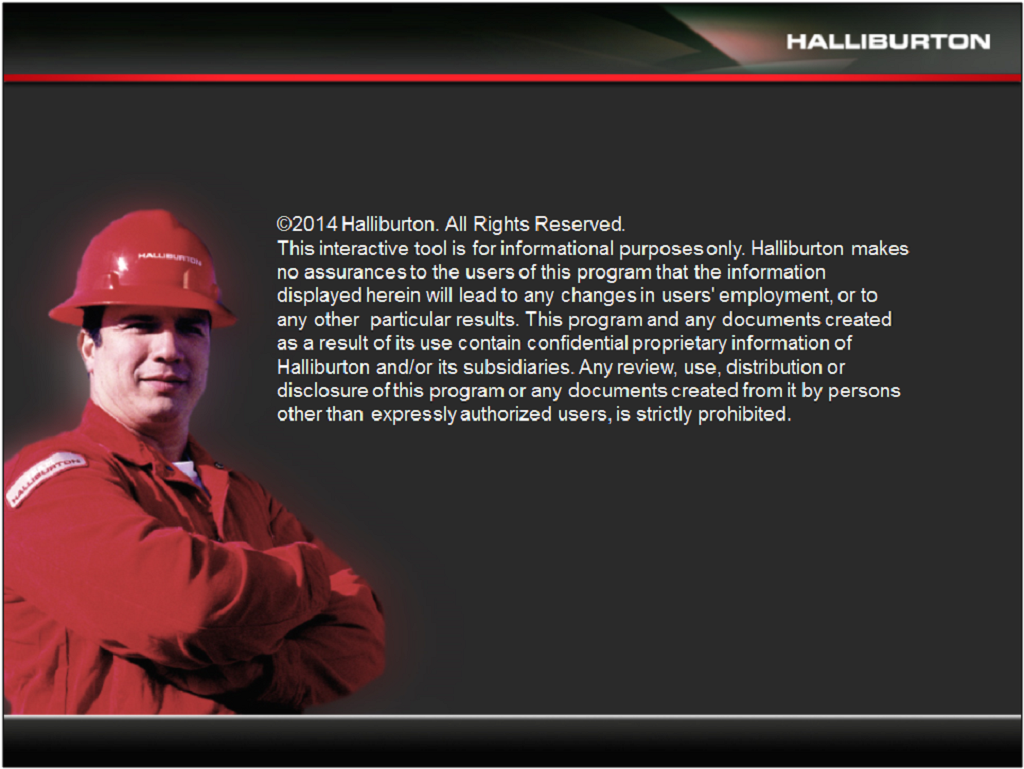 HALLIBURTON
HALLIBURTON
©2014 Halliburton. All Rights Reserved.
This interactive tool is for informational purposes only. Halliburton makes
no assurances to the users of this program that the information
displayed herein will lead to any changes in users' employment, or to
any other particular results. This program and any documents created
as a result of its use contain confidential proprietary information of
Halliburton and/or its subsidiaries. Any review, use, distribution or
disclosure of this program or any documents created from it by persons
other than expressly authorized users, is strictly prohibited.
HALLIBURTON